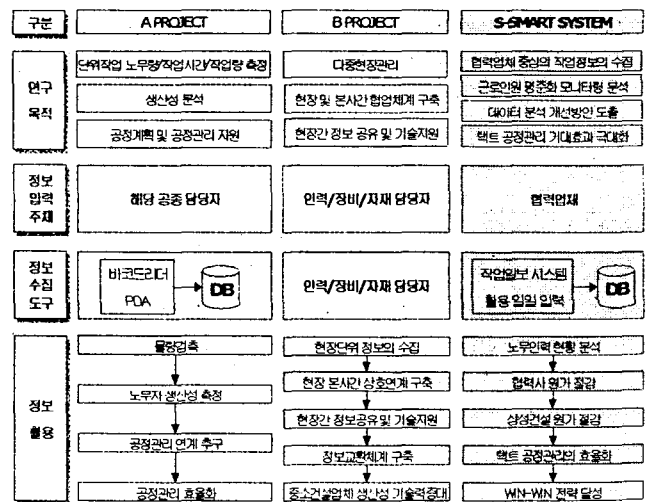 구분 A PROJECT B PROJECT S-SMART SYSTEM
연구 목적
단위작업 노무량/작업시간/작업량 측정
생산성 분석
공정계획 및 공정관리 지원
다중현장관리
현장 및 본사간 협업체계 구축
현장간 정보 공유 및 기술지원
협력업체 중심의 작업정보의 수집
근로인원 평준화 모니터링 분석
데이터 분석 개선방안 도출
택트 공정관리 기대효과 극대화
정보 입력 주체
해당 공종 담당자
인력/장비/자재 담당자
협력업체
정보 수집 도구
바코드리더
PDA
DB
인력/장비/자재 담당자
작업일보 시스템
활용 일일 입력
DB
정보 활용
물량검측
노무자 생산성 측정
공정관리 연계 추구
공정관리 효율화
현장단위 정보의 수집
현장 본사간 상호연계 구축
현장간 정보공유 및 기술지원
정보교환체계 구축
중소건설업체 생산성 기술력증대
노무인력 현황 분석
협력사 원가 절감
삼성건설 원가 절감
택트 공정관리의 효율화
WIN-WIN 전략 달성